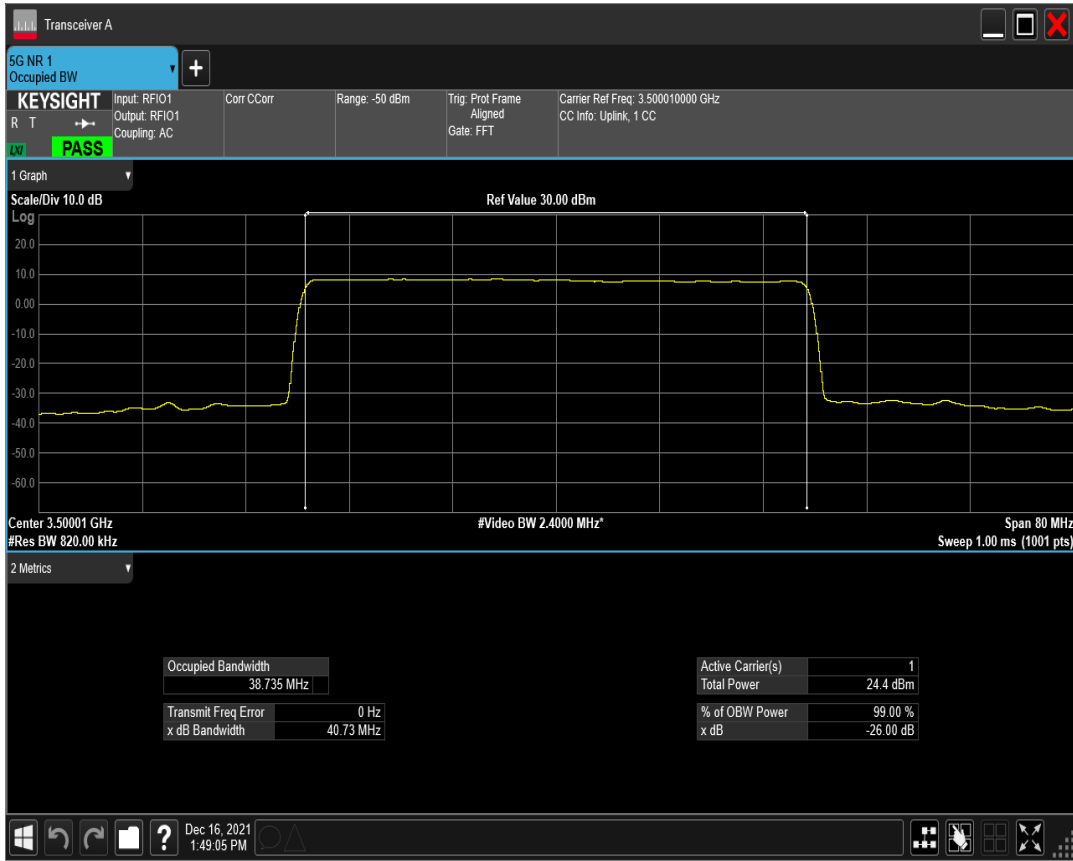 Transceiver A
5G NR 1
Occupied BW
KEYSIGHT
R T
LXI
PASS
Input: RFIO1
Output: RFIO1
Coupling: AC
Corr CCorr
Range: -50 dBm
Trig: Prot Frame
Aligned
Gate: FFT
Carrier Ref Freq: 3.500010000 GHz
CC Info: Uplink, 1 CC
1 Graph
Scale/Div 10.0 dB
Ref Value 30.00 dBm
Log
20.0
10.0
0.00
-10.0
-20.0
-30.0
-40.0
-50.0
-60.0
Center 3.50001 GHz
#Video BW 2.4000 MHz*
Span 80 MHz
#Res BW 820.00 kHz
Sweep 1.00 ms (1001 pts)
2 Metrics
Occupied Bandwidth
38.735 MHz
Transmit Freq Error 0 Hz
x dB Bandwidth 40.73 MHz
Active Carrier(s) 1
Total Power 24.4 dBm
% of OBW Power 99.00 %
x dB -26.00 dB
?
Dec 16, 2021
1:49:05 PM